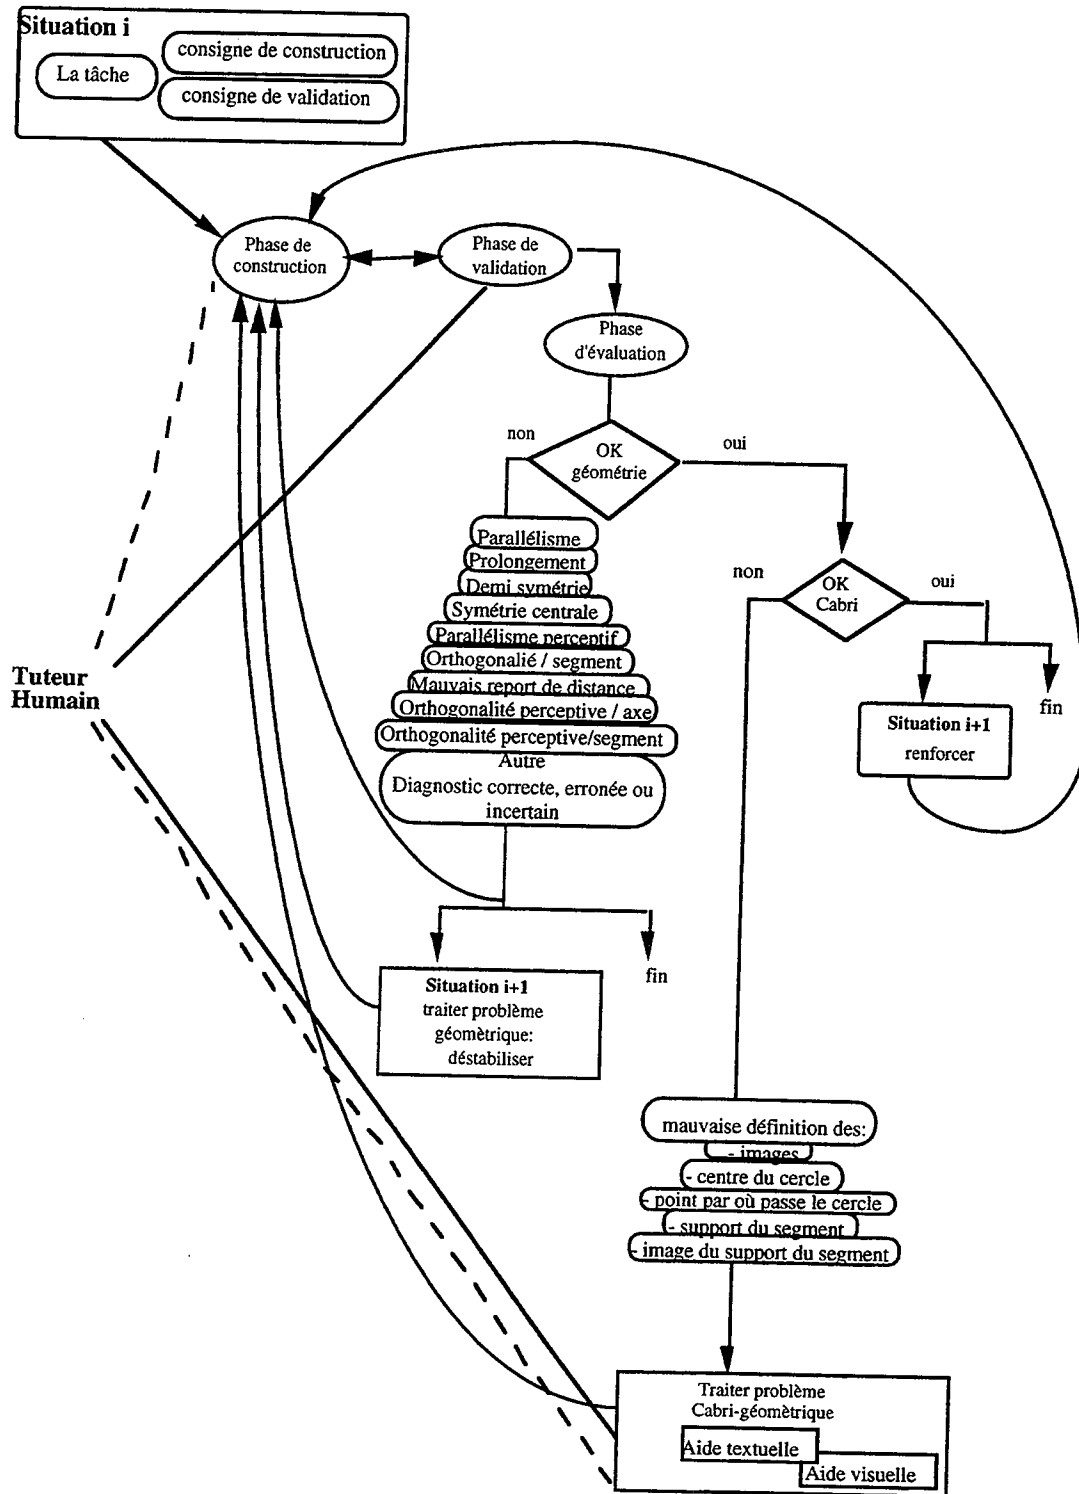 Situation i
La tâche
consigne de construction
consigne de validation
Phase de
construction
Phase de
validation
Phase
d'évaluation
non
OK
géométrie
oui
Parallélisme
Prolongement
Demi symétrie
Symétrie centrale
Parallélisme perceptif
Orthogonalié / segment
Mauvais report de distance
Orthogonalité perceptive / axe
Orthogonalité perceptive/segment
Autre
Diagnostic correcte, erronée ou
incertain
non
OK
Cabri
oui
Situation i+1
renforcer
fin
Tuteur
Humain
Situation i+1
traiter problème
géomètrique:
déstabiliser
fin
mauvaise définition des:
- images
- centre du cercle
- point par où passe le cercle
- support du segment
- image du support du segment
Traiter problème
Cabri-géomètrique
Aide textuelle
Aide visuelle